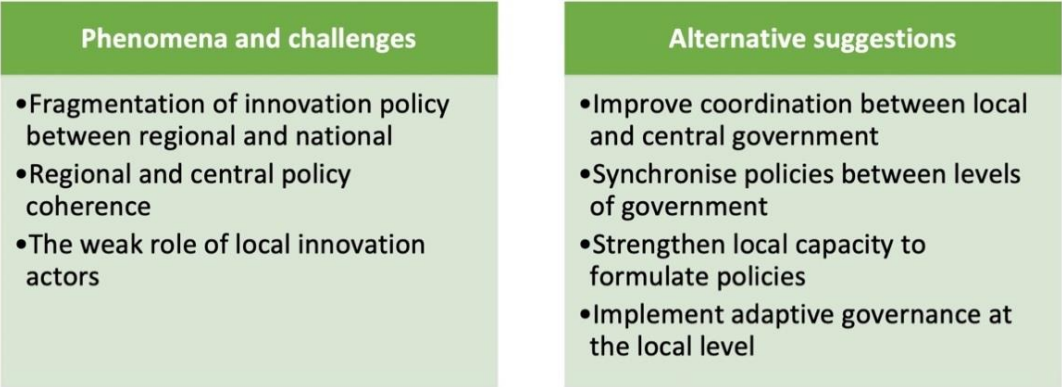 Phenomena and challenges
•Fragmentation of innovation policy
between regional and national
•Regional and central policy
coherence
•The weak role of local innovation
actors
Alternative suggestions
•Improve coordination between local
and central government
•Synchronise policies between levels
of government
•Strengthen local capacity to
formulate policies
•Implement adaptive governance at
the local level